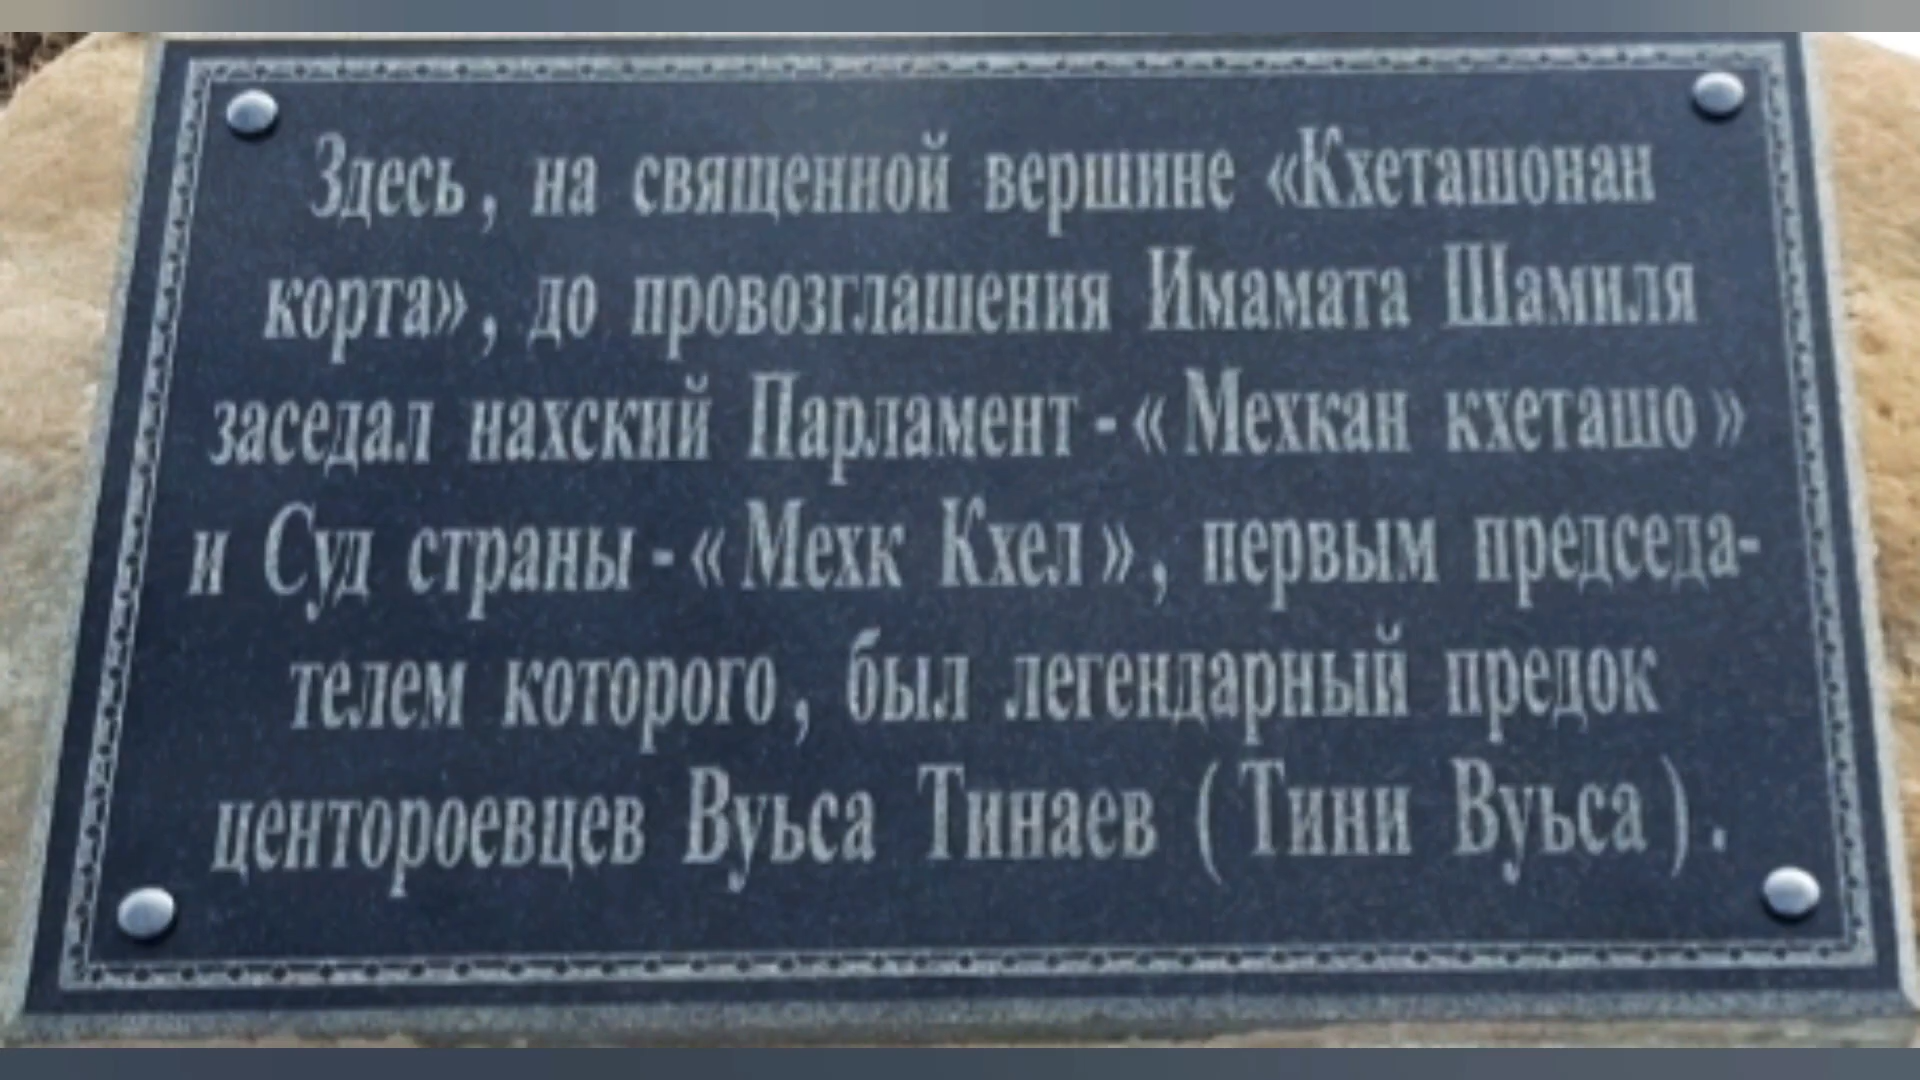 Здесь, на священной вершине «Кхеташонан
корта», до провозглашения Имамата Шамиля
заседал нахский Парламент - « Мехкан кхеташо »
и Суд страны - « Мехк Кхел », первым председа-
телем которого, был легендарный предок
центороевцев Вуьса Тинаев ( Тини Вуьса ) .